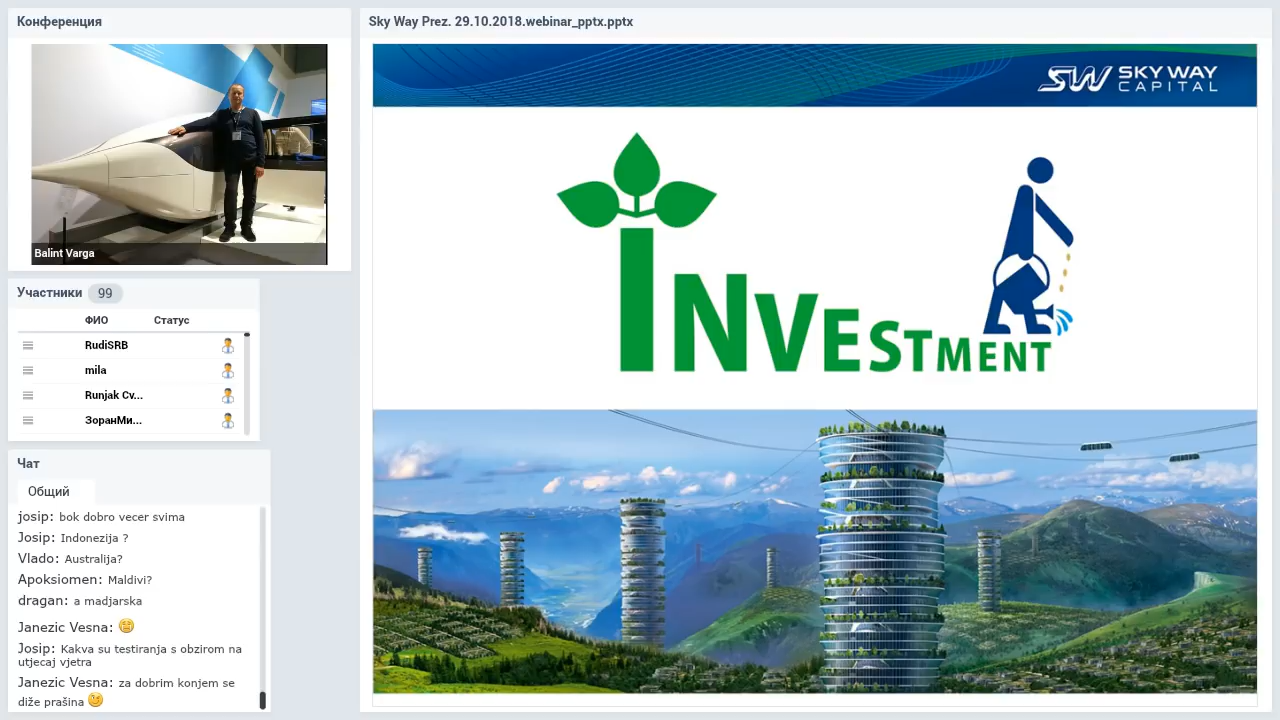 Конференция
Balint Varga
Участники 99
ФИО Статус
RudiSRB
mila
Runjak Cv...
ЗоранМи...
Чат
Общий
josip: bok dobro vecer svima
Josip: Indonezija ?
Vlado: Australija?
Apoksiomen: Maldivi?
dragan: a madjarska
Janezic Vesna:
Josip: Kakva su testiranja s obzirom na
utjecaj vjetra
Janezic Vesna: za dobrim konjem se
diže prašina
Sky Way Prez. 29.10.2018.webinar_pptx.pptx
SW SKY WAY
CAPITAL
INVESTMENT